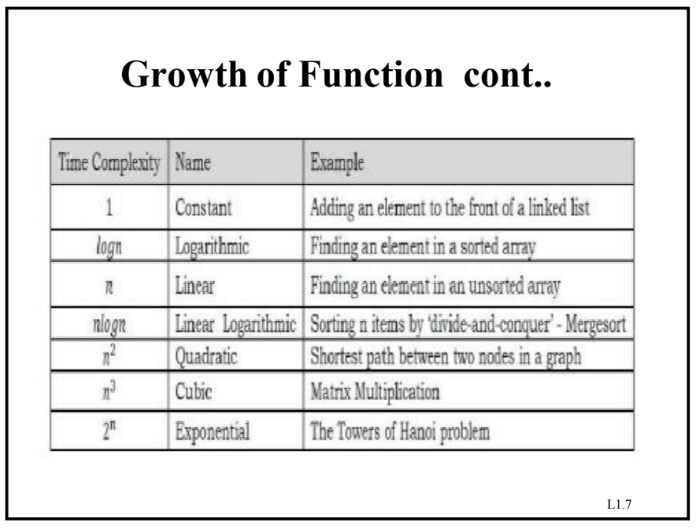 Growth of Function cont..
Time Complexity Name Example
1 Constant Adding an element to the front of a linked list
logn Logarithmic Finding an element in a sorted array
n Linear Finding an element in an unsorted array
nlogn Linear Logarithmic Sorting n items by 'divide-and-conquer' - Mergesort
n² Quadratic Shortest path between two nodes in a graph
n³ Cubic Matrix Multiplication
2ⁿ Exponential The Towers of Hanoi problem
L1.7